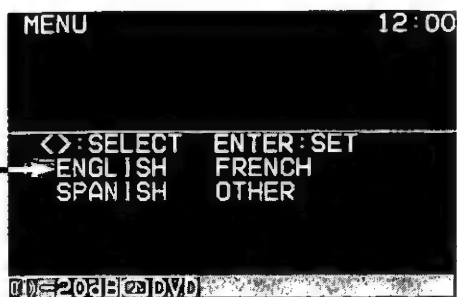 MENU 12:00
<>:SELECT ENTER:SET
ENGLISH FRENCH
SPANISH OTHER
DVD